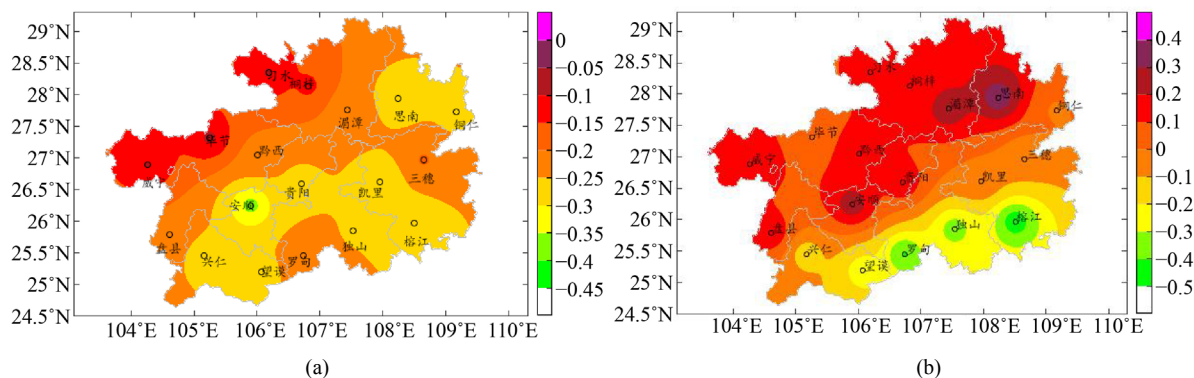 29°N
28.5°N
27.5°N
27°N
26°N
25.5°N
25°N
24.5°N
104°E 105°E 106°E 107°E 108°E 109°E 110°E
习水
桐梓
思南
湄潭
铜仁
毕节
黔西
威宁
三穗
贵阳
凯里
安顺
榕江
盘县
独山
兴仁
罗甸
望谟
0
−0.05
−0.1
−0.15
−0.2
−0.25
−0.3
−0.35
−0.4
−0.45
(a)
29°N
28.5°N
27.5°N
27°N
26°N
25.5°N
25°N
24.5°N
104°E 105°E 106°E 107°E 108°E 109°E 110°E
习水
桐梓
思南
湄潭
铜仁
毕节
黔西
威宁
三穗
贵阳
凯里
安顺
榕江
盘县
独山
兴仁
罗甸
望谟
0.4
0.3
0.2
0.1
0
−0.1
−0.2
−0.3
−0.4
−0.5
(b)